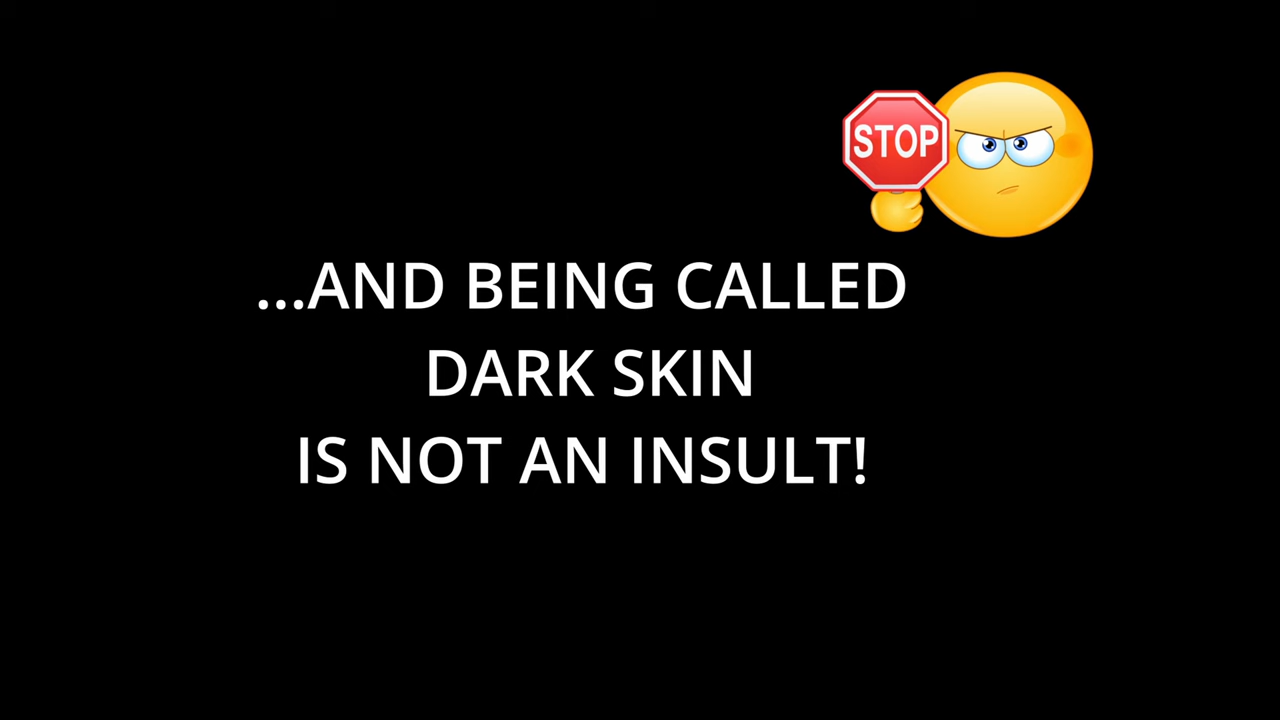 STOP
...AND BEING CALLED
DARK SKIN
IS NOT AN INSULT!